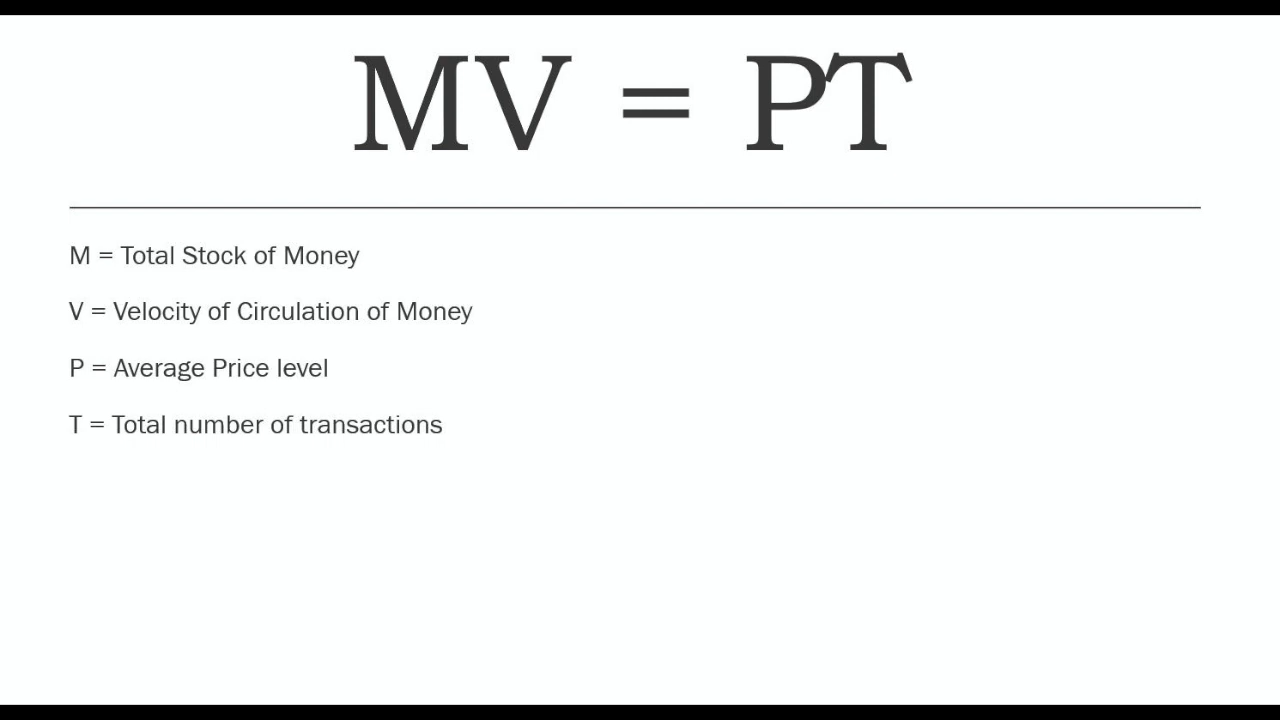 MV = PT
M = Total Stock of Money
V = Velocity of Circulation of Money
P = Average Price level
T = Total number of transactions